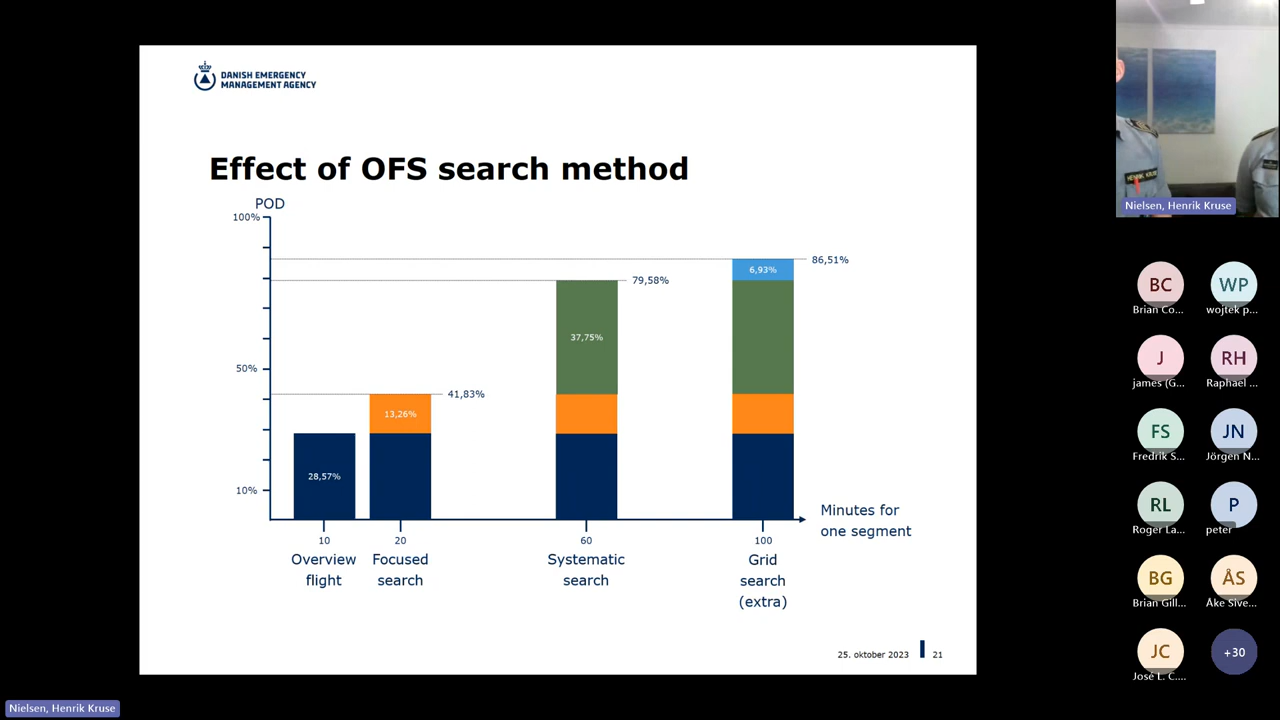 DANISH EMERGENCY
MANAGEMENT AGENCY
Effect of OFS search method
POD
100%
50%
10%
28,57%
13,26%
41,83%
37,75%
79,58%
6,93%
86,51%
10
20
60
100
Minutes for
one segment
Overview
flight
Focused
search
Systematic
search
Grid
search
(extra)
25. oktober 2023
21
HENRIK KRUSE
Nielsen, Henrik Kruse
BC
Brian Co...
WP
wojtek p...
J
james (G...
RH
Raphael ...
FS
Fredrik S...
JN
Jörgen N...
RL
Roger La...
P
peter
BG
Brian Gill...
ÅS
Åke Sive...
JC
José L. C....
+30
Nielsen, Henrik Kruse